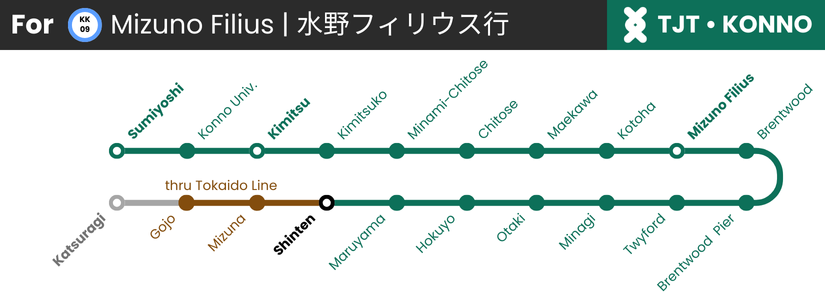 For KK 09 Mizuno Filius | 水野フィリウス行 TJT • KONNO
Sumiyoshi
Konno Univ.
Kimitsu
Kimitsuko
Minami-Chitose
Chitose
Maekawa
Kotoha
Mizuno Filius
Brentwood
thru Tokaido Line
Katsuragi
Gojo
Mizuna
Shinten
Maruyama
Hokuyo
Otaki
Minagi
Twyford
Brentwood Pier